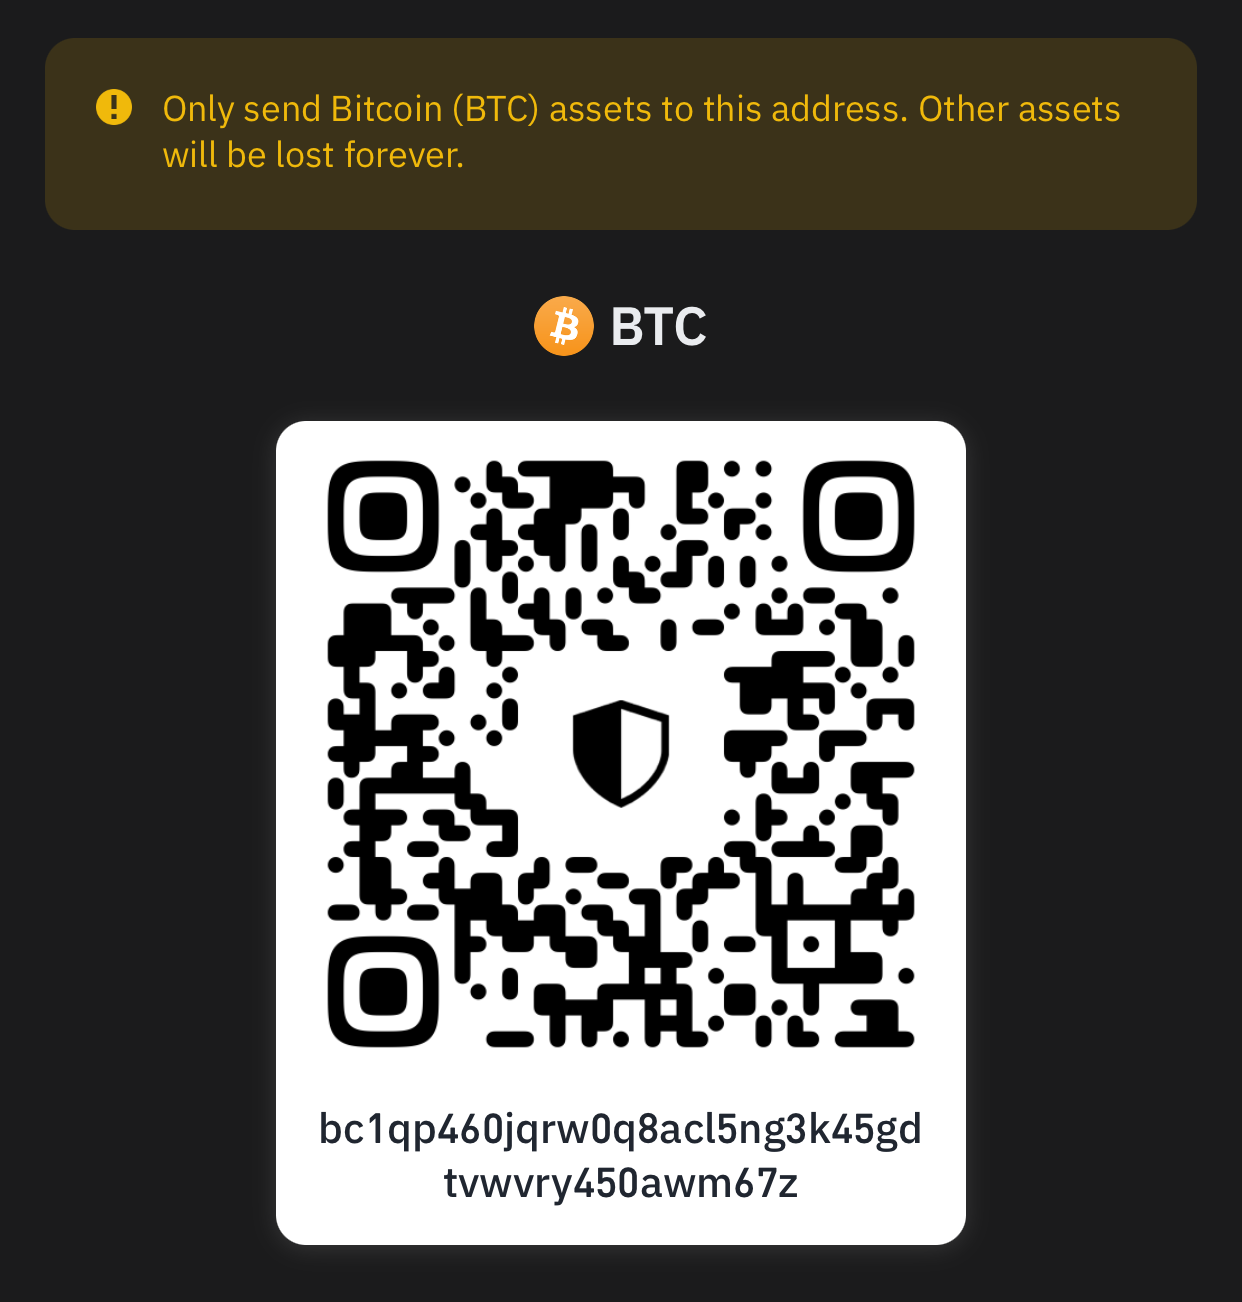 Only send Bitcoin (BTC) assets to this address. Other assets
will be lost forever.
BTC
bc1qp460jqrw0q8acl5ng3k45gd
tvwvry450awm67z